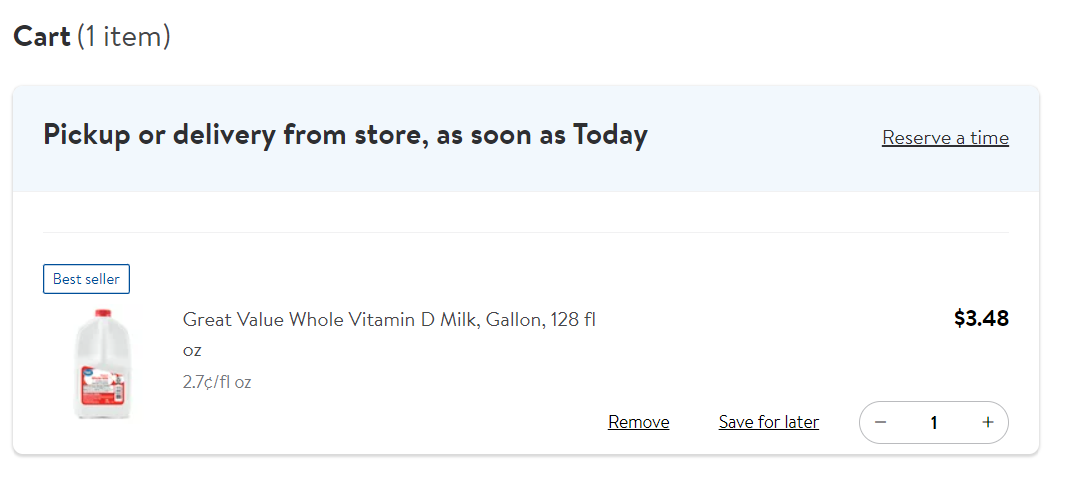 Cart (1 item)
Pickup or delivery from store, as soon as Today
Reserve a time
Best seller
Great Value Whole Vitamin D Milk, Gallon, 128 fl
oz
$3.48
2.7¢/fl oz
Remove
Save for later
− 1 +